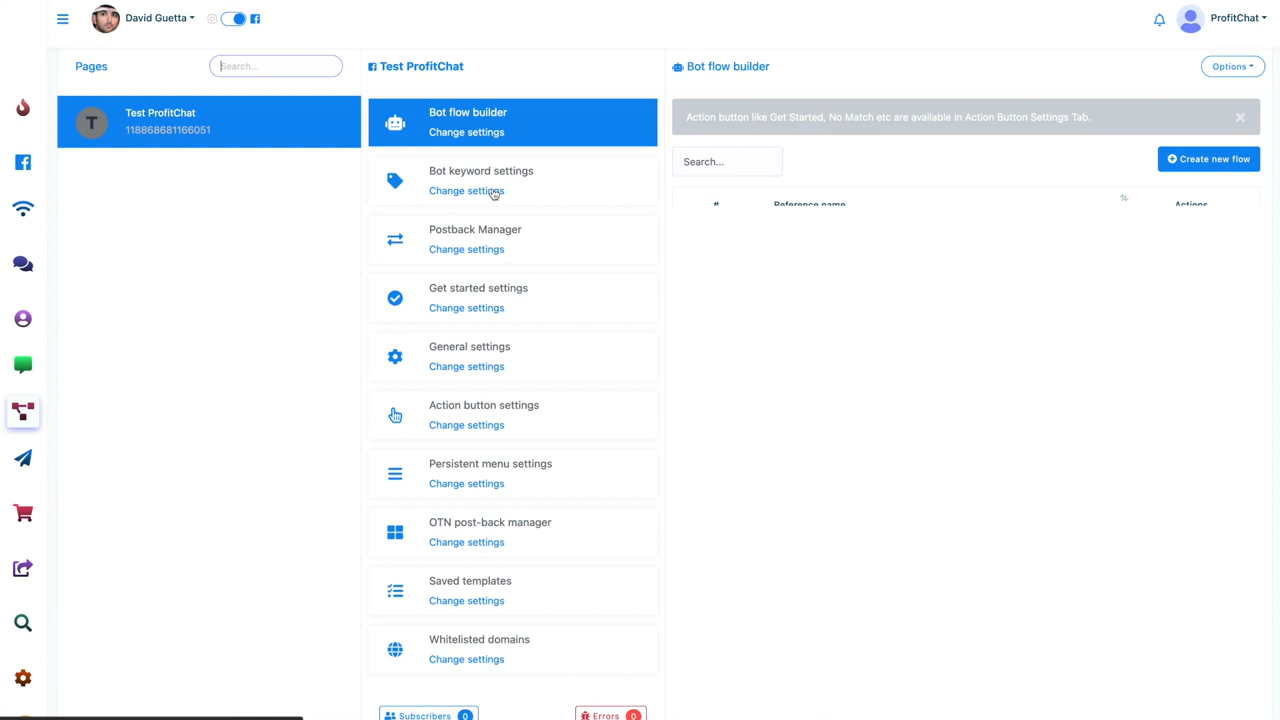 David Guetta
ProfitChat
Pages
Search...
Test ProfitChat
118868681166051
Test ProfitChat
Bot flow builder
Change settings
Bot keyword settings
Change settings
Postback Manager
Change settings
Get started settings
Change settings
General settings
Change settings
Action button settings
Change settings
Persistent menu settings
Change settings
OTN post-back manager
Change settings
Saved templates
Change settings
Whitelisted domains
Change settings
Subscribers 0
Errors 0
Bot flow builder
Options
Action button like Get Started, No Match etc are available in Action Button Settings Tab.
Search...
Create new flow
# Reference name Actions